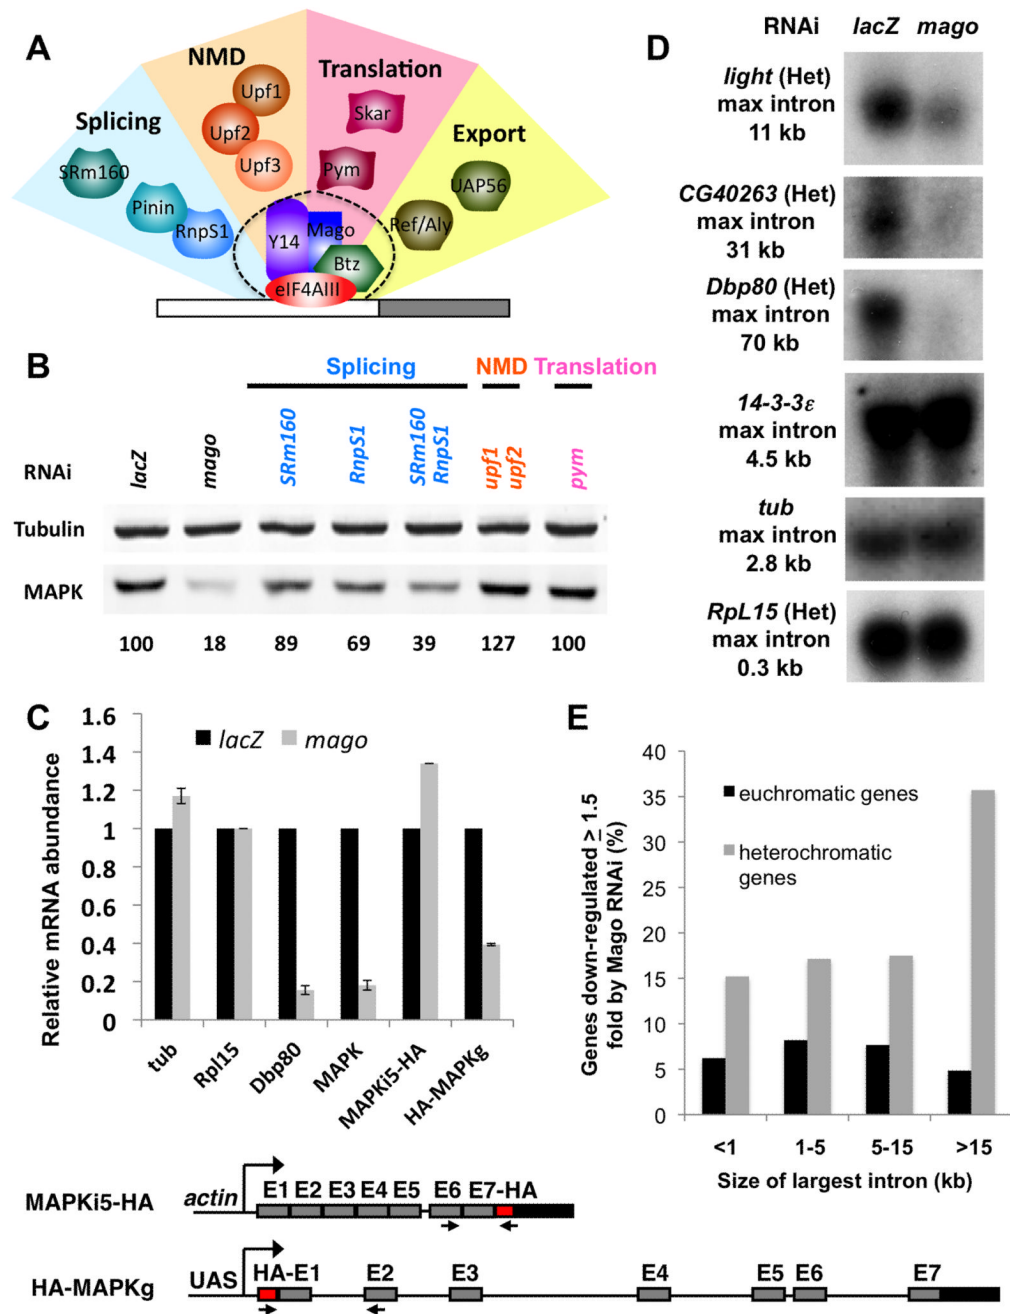 A
NMD
Translation
Splicing
Export
Upf1
Upf2
Upf3
Skar
Pym
SRm160
Pinin
RnpS1
UAP56
Ref/Aly
Y14
Mago
Btz
eIF4AIII
B
Splicing NMD Translation
RNAi lacZ mago SRm160 RnpS1 SRm160 RnpS1 upf1 upf2 pym
Tubulin
MAPK
100 18 89 69 39 127 100
C
Relative mRNA abundance
lacZ mago
1.6
1.4
1.2
1
0.8
0.6
0.4
0.2
0
tub Rpl15 Dbp80 MAPK MAPKi5-HA HA-MAPKg
MAPKi5-HA actin E1 E2 E3 E4 E5 E6 E7-HA
HA-MAPKg UAS HA-E1 E2 E3 E4 E5 E6 E7
D
RNAi lacZ mago
light (Het)
max intron
11 kb
CG40263 (Het)
max intron
31 kb
Dbp80 (Het)
max intron
70 kb
14-3-3ε
max intron
4.5 kb
tub
max intron
2.8 kb
RpL15 (Het)
max intron
0.3 kb
E
Genes down-regulated ≥ 1.5
fold by Mago RNAi (%)
40
35
30
25
20
15
10
5
0
euchromatic genes
heterochromatic
genes
<1 1-5 5-15 >15
Size of largest intron (kb)